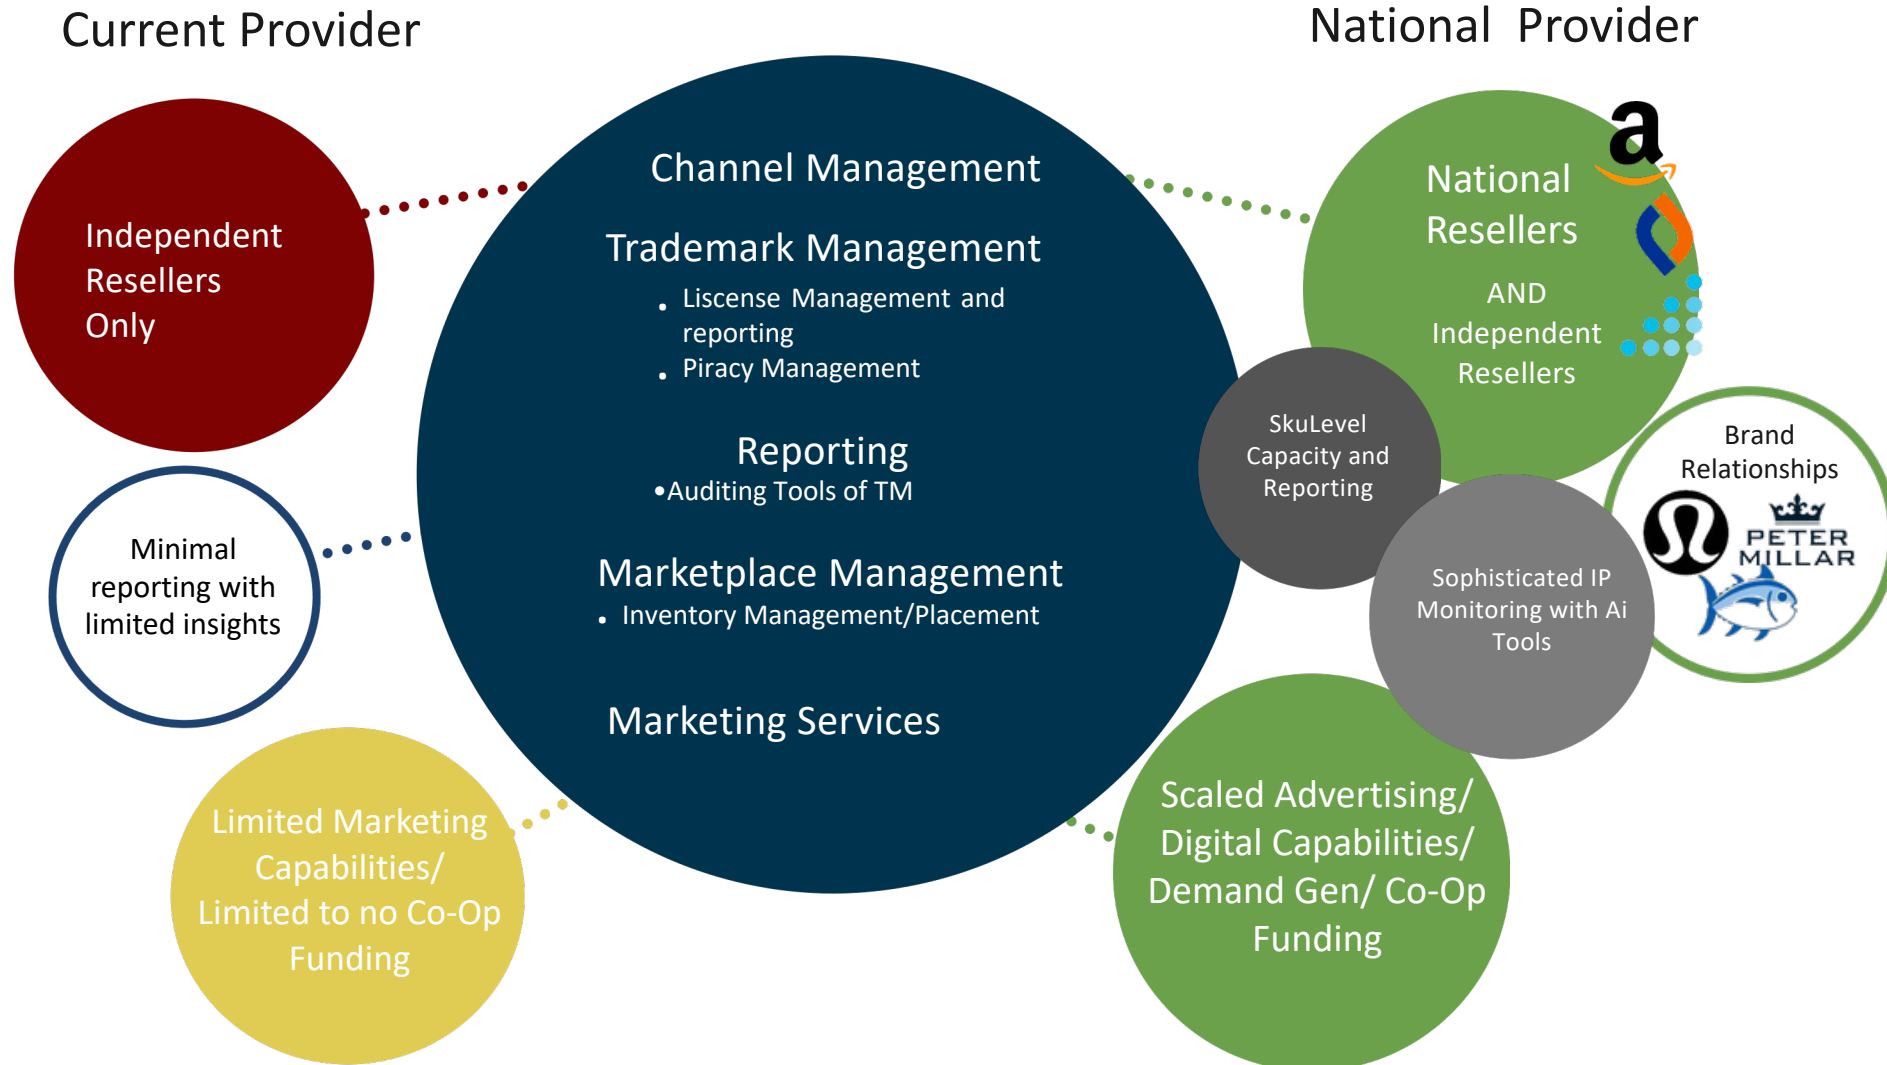 Current Provider
National Provider
Independent
Resellers
Only
Minimal
reporting with
limited insights
Limited Marketing
Capabilities/
Limited to no Co-Op
Funding
Channel Management
Trademark Management
• Liscense Management and
reporting
• Piracy Management
Reporting
•Auditing Tools of TM
Marketplace Management
• Inventory Management/Placement
Marketing Services
National
Resellers
AND
Independent
Resellers
a
SkuLevel
Capacity and
Reporting
Brand
Relationships
PETER
MILLAR
Sophisticated IP
Monitoring with Ai
Tools
Scaled Advertising/
Digital Capabilities/
Demand Gen/ Co-Op
Funding